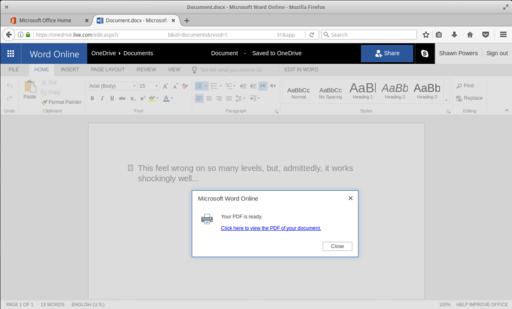 Document.docx - Microsoft Word Online - Mozilla Firefox
Microsoft Office Home
Document.docx - Microsof
https://onedrive.live.com/edit.aspx?
Search
Word Online
OneDrive
Documents
Document - Saved to OneDrive
Share
Shawn Powers
Sign out
FILE HOME INSERT PAGE LAYOUT REVIEW VIEW
Tell me what you want to do
EDIT IN WORD
Paste
Cut
Copy
Format Painter
Arial (Body)
15
AaBbCc AaBbCc AaBl AaBb AaBb
Normal No Spacing Heading 1 Heading 2 Heading 3
Find
Replace
Undo Clipboard Font Paragraph Styles Editing
This feel wrong on so many levels, but, admittedly, it works
shockingly well...
Microsoft Word Online
Your PDF is ready.
Click here to view the PDF of your document.
Close
PAGE 1 OF 1 13 WORDS ENGLISH (U.S.) 100% HELP IMPROVE OFFICE